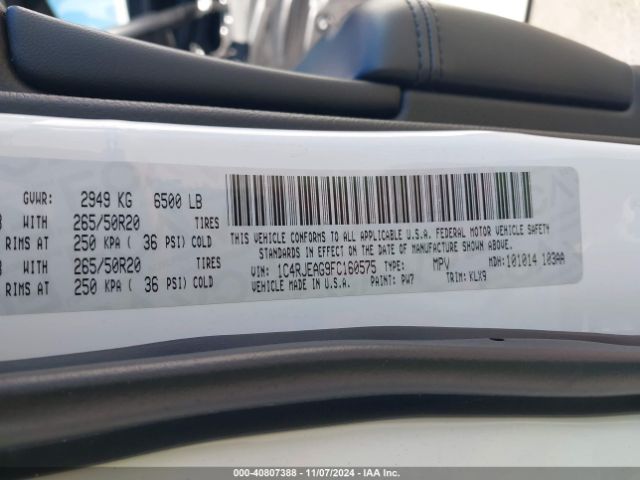 GVWR: 2949 KG 6500 LB
WITH 265/50R20 TIRES
RIMS AT 250 KPA ( 36 PSI) COLD
WITH 265/50R20 TIRES
RIMS AT 250 KPA ( 36 PSI) COLD
THIS VEHICLE CONFORMS TO ALL APPLICABLE U.S.A. FEDERAL MOTOR VEHICLE SAFETY
STANDARDS IN EFFECT ON THE DATE OF MANUFACTURE SHOWN ABOVE.
VIN: 1C4RJEAG9FC160575 TYPE: MPV MDH: 101014 103AA
VEHICLE MADE IN U.S.A. PAINT: PW7 TRIM: KLX9
000-40807388 - 11/07/2024 - IAA Inc.